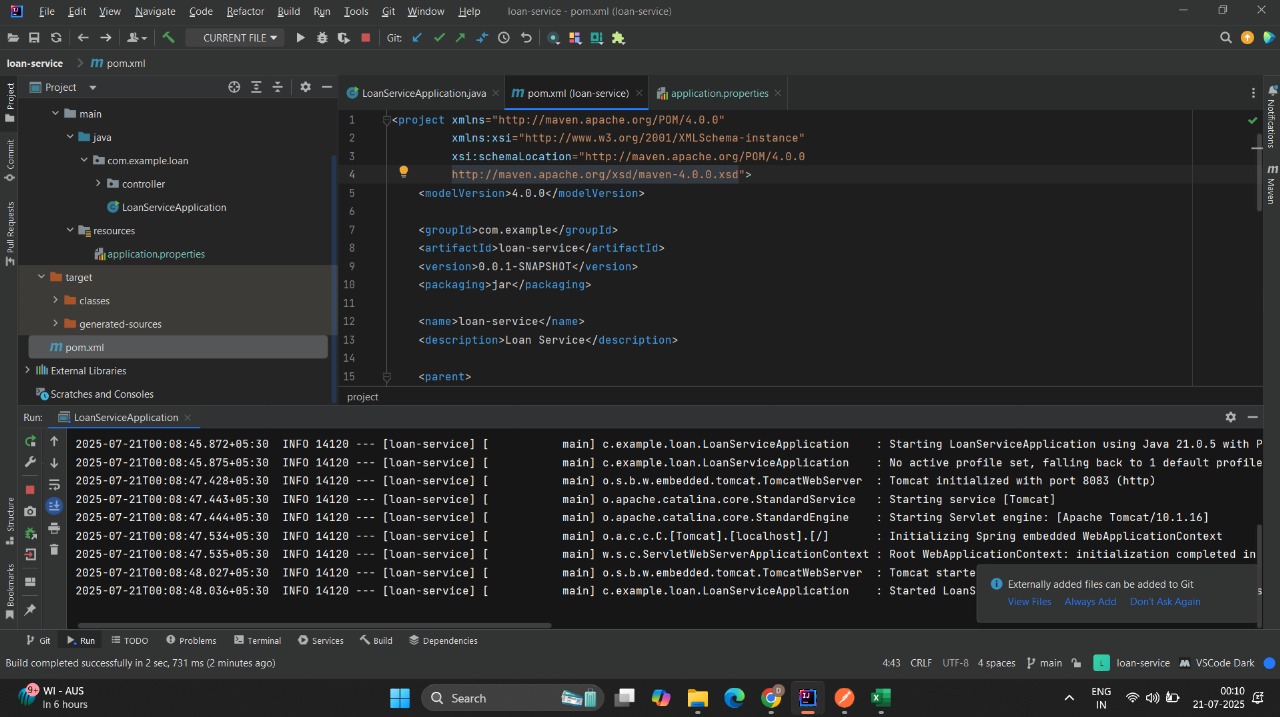 File Edit View Navigate Code Refactor Build Run Tools Git Window Help loan-service - pom.xml (loan-service)
CURRENT FILE Git:
loan-service pom.xml
Project
LoanServiceApplication.java pom.xml (loan-service) application.properties
Project
Commit
Pull Requests
Structure
Bookmarks
Notifications
Maven
main
java
com.example.loan
controller
LoanServiceApplication
resources
application.properties
target
classes
generated-sources
pom.xml
External Libraries
Scratches and Consoles
1 <project xmlns="http://maven.apache.org/POM/4.0.0"
2 xmlns:xsi="http://www.w3.org/2001/XMLSchema-instance"
3 xsi:schemaLocation="http://maven.apache.org/POM/4.0.0
4 http://maven.apache.org/xsd/maven-4.0.0.xsd">
5 <modelVersion>4.0.0</modelVersion>
6
7 <groupId>com.example</groupId>
8 <artifactId>loan-service</artifactId>
9 <version>0.0.1-SNAPSHOT</version>
10 <packaging>jar</packaging>
11
12 <name>loan-service</name>
13 <description>Loan Service</description>
14
15 <parent>
project
Run: LoanServiceApplication
2025-07-21T00:08:45.872+05:30 INFO 14120 --- [loan-service] [ main] c.example.loan.LoanServiceApplication : Starting LoanServiceApplication using Java 21.0.5 with P
2025-07-21T00:08:45.875+05:30 INFO 14120 --- [loan-service] [ main] c.example.loan.LoanServiceApplication : No active profile set, falling back to 1 default profile
2025-07-21T00:08:47.428+05:30 INFO 14120 --- [loan-service] [ main] o.s.b.w.embedded.tomcat.TomcatWebServer : Tomcat initialized with port 8083 (http)
2025-07-21T00:08:47.443+05:30 INFO 14120 --- [loan-service] [ main] o.apache.catalina.core.StandardService : Starting service [Tomcat]
2025-07-21T00:08:47.444+05:30 INFO 14120 --- [loan-service] [ main] o.apache.catalina.core.StandardEngine : Starting Servlet engine: [Apache Tomcat/10.1.16]
2025-07-21T00:08:47.534+05:30 INFO 14120 --- [loan-service] [ main] o.a.c.c.C.[Tomcat].[localhost].[/] : Initializing Spring embedded WebApplicationContext
2025-07-21T00:08:47.535+05:30 INFO 14120 --- [loan-service] [ main] w.s.c.ServletWebServerApplicationContext : Root WebApplicationContext: initialization completed in
2025-07-21T00:08:48.027+05:30 INFO 14120 --- [loan-service] [ main] o.s.b.w.embedded.tomcat.TomcatWebServer : Tomcat starte
2025-07-21T00:08:48.036+05:30 INFO 14120 --- [loan-service] [ main] c.example.loan.LoanServiceApplication : Started LoanS
Externally added files can be added to Git
View Files Always Add Don't Ask Again
Git Run TODO Problems Terminal Services Build Dependencies
Build completed successfully in 2 sec, 731 ms (2 minutes ago) 4:43 CRLF UTF-8 4 spaces main L loan-service VSCode Dark
9+ WI - AUS
In 6 hours
Search
ENG
IN
00:10
21-07-2025